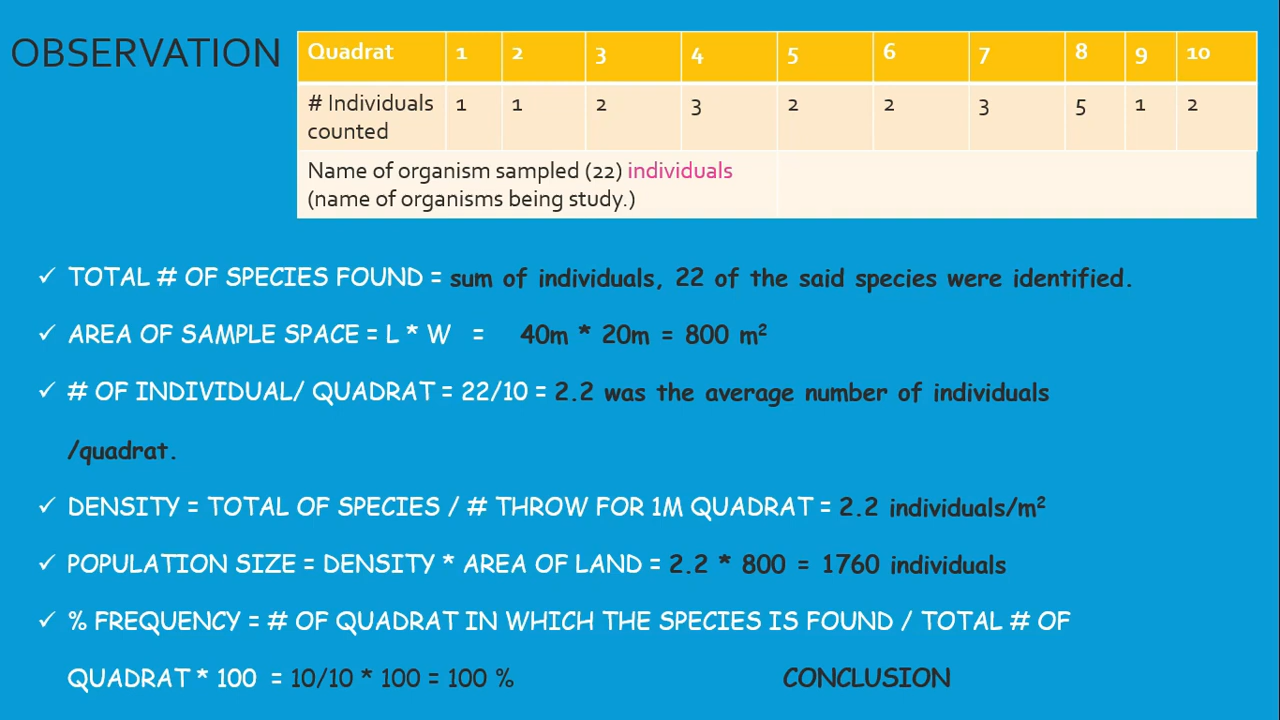 OBSERVATION
Quadrat 1 2 3 4 5 6 7 8 9 10
# Individuals counted 1 1 2 3 2 2 3 5 1 2
Name of organism sampled (22) individuals
(name of organisms being study.)
✓ TOTAL # OF SPECIES FOUND = sum of individuals, 22 of the said species were identified.
✓ AREA OF SAMPLE SPACE = L * W = 40m * 20m = 800 m²
✓ # OF INDIVIDUAL/ QUADRAT = 22/10 = 2.2 was the average number of individuals
/quadrat.
✓ DENSITY = TOTAL OF SPECIES / # THROW FOR 1M QUADRAT = 2.2 individuals/m²
✓ POPULATION SIZE = DENSITY * AREA OF LAND = 2.2 * 800 = 1760 individuals
✓ % FREQUENCY = # OF QUADRAT IN WHICH THE SPECIES IS FOUND / TOTAL # OF
QUADRAT * 100 = 10/10 * 100 = 100 %
CONCLUSION